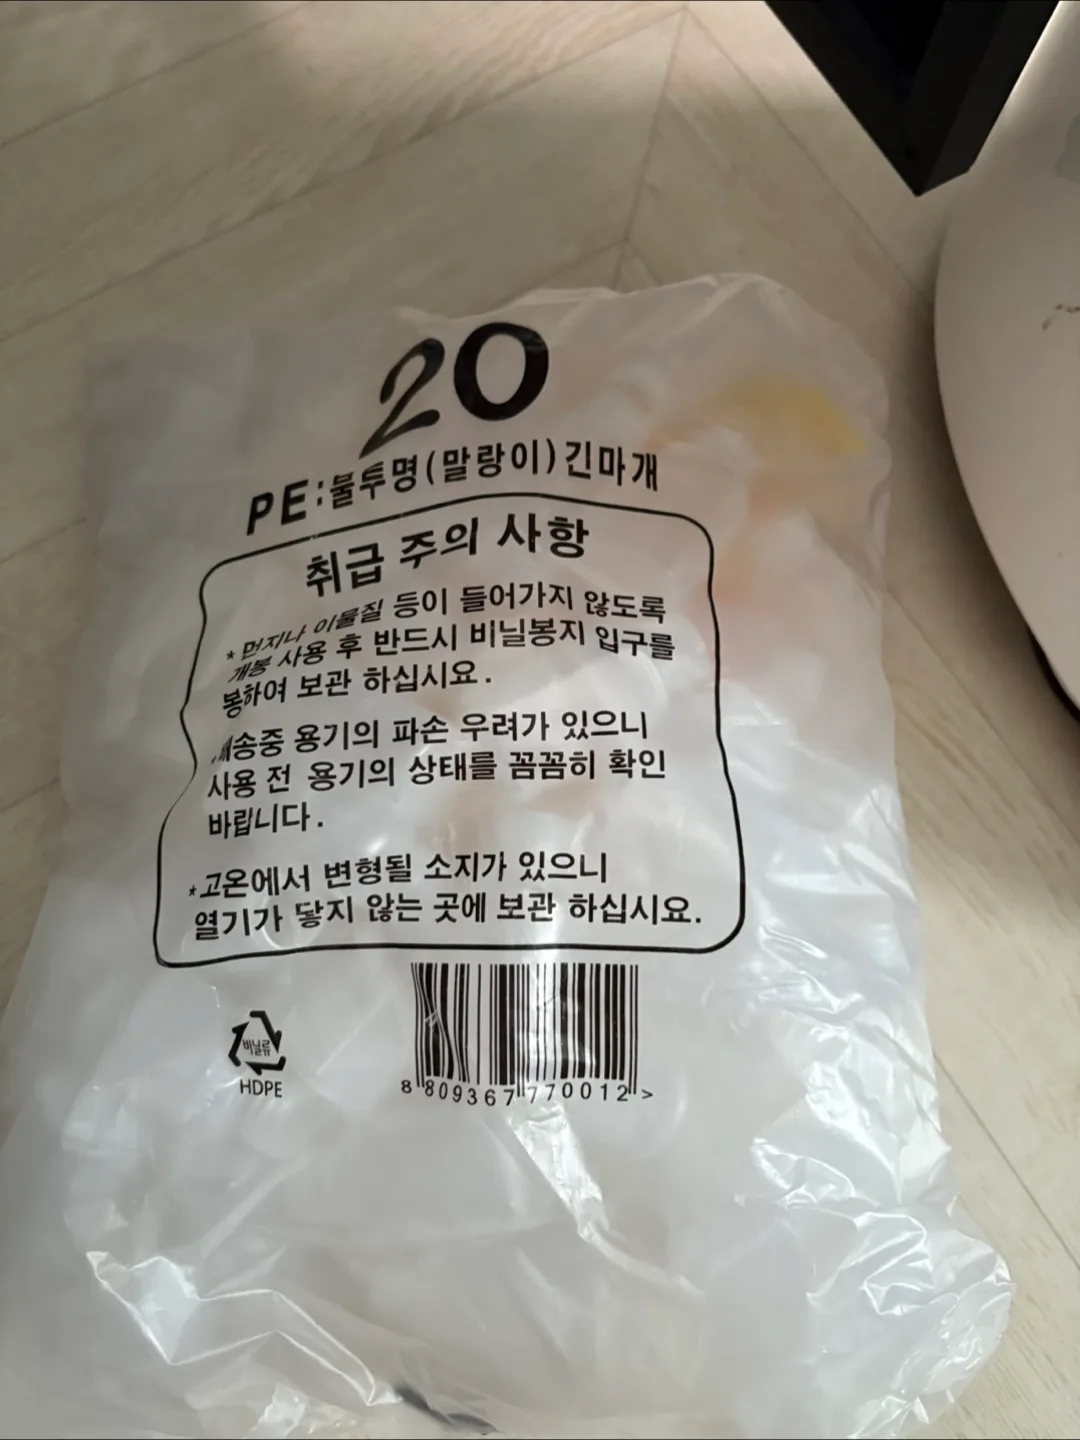 20
PE:불투명(말랑이)긴마개
취급 주의 사항
*먼지나 이물질 등이 들어가지 않도록
개봉 사용 후 반드시 비닐봉지 입구를
봉하여 보관 하십시요.
배송중 용기의 파손 우려가 있으니
사용 전 용기의 상태를 꼼꼼히 확인
바랍니다.
*고온에서 변형될 소지가 있으니
열기가 닿지 않는 곳에 보관 하십시요.
비닐류
HDPE
8 809367 770012 >